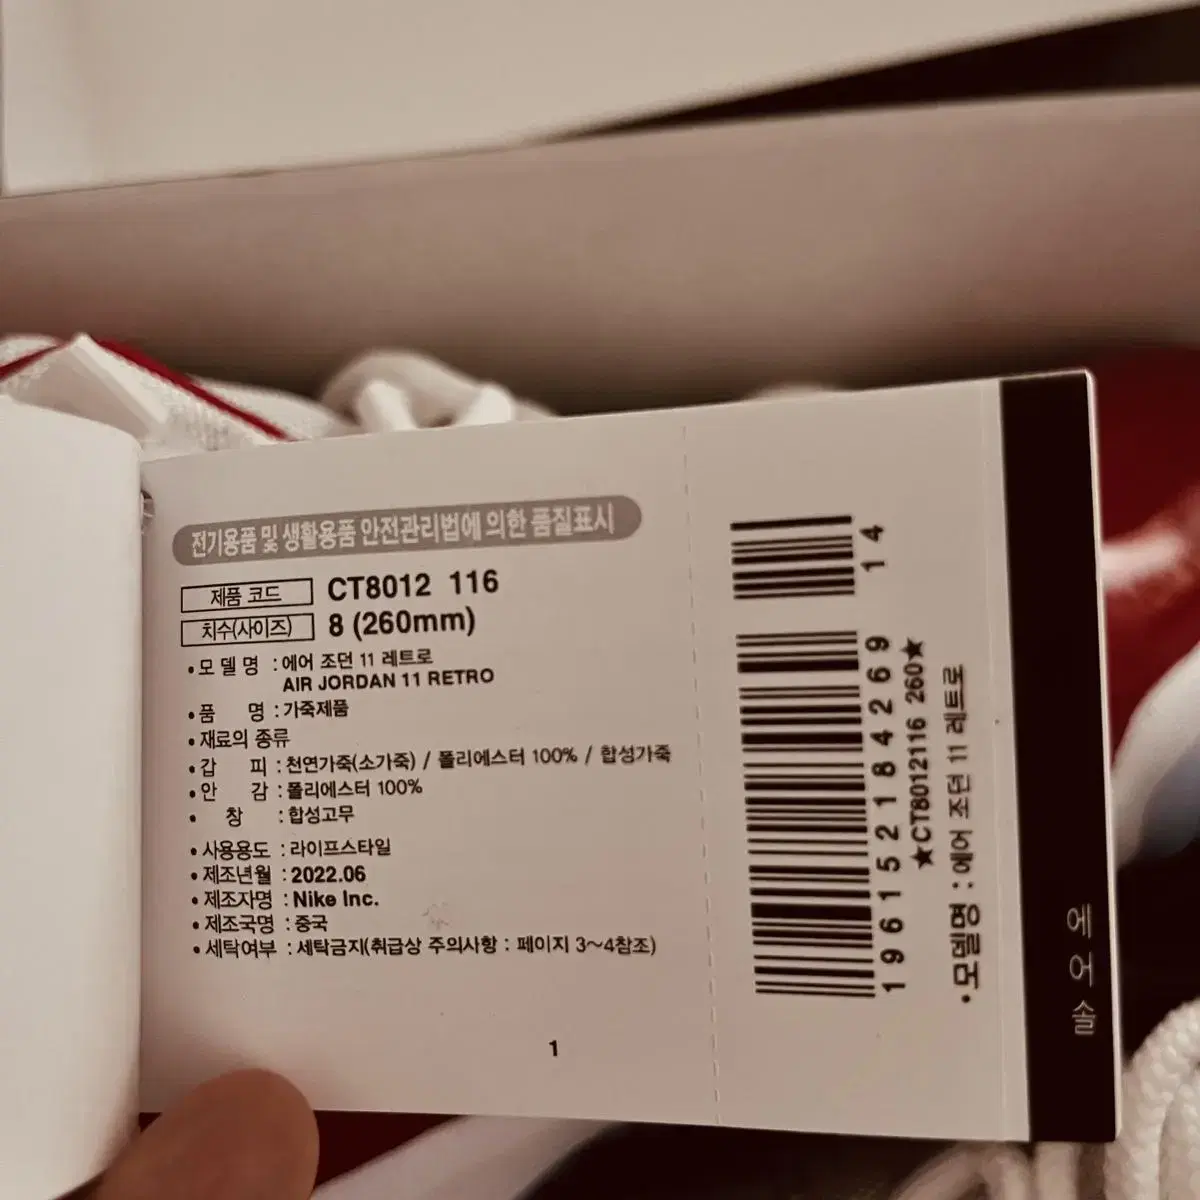 전기용품 및 생활용품 안전관리법에 의한 품질표시
제품 코드 CT8012 116
치수(사이즈) 8 (260mm)
•모 델 명 : 에어 조던 11 레트로
AIR JORDAN 11 RETRO
•품 명 : 가죽제품
•재료의 종류
•갑 피 : 천연가죽(소가죽) / 폴리에스터 100% / 합성가죽
•안 감 : 폴리에스터 100%
• 창 : 합성고무
•사용용도 : 라이프스타일
•제조년월 : 2022.06
•제조자명 : Nike Inc.
•제조국명 : 중국
•세탁여부 : 세탁금지(취급상 주의사항 : 페이지 3~4참조)
1
14
196152184269
★CT8012116 260★
•모델명 : 에어 조던 11 레트로
에어솔